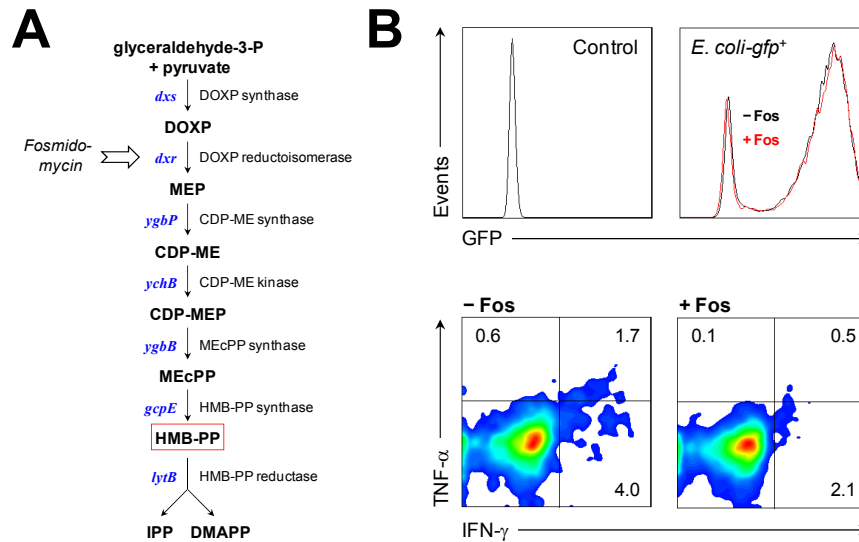 A
glyceraldehyde-3-P
+ pyruvate
dxs DOXP synthase
DOXP
Fosmido-
mycin
dxr DOXP reductoisomerase
MEP
ygbP CDP-ME synthase
CDP-ME
ychB CDP-ME kinase
CDP-MEP
ygbB MEcPP synthase
MEcPP
gcpE HMB-PP synthase
HMB-PP
lytB HMB-PP reductase
IPP DMAPP
B
Control
E. coli-gfp⁺
– Fos
+ Fos
Events
GFP
– Fos
+ Fos
0.6 1.7
4.0
0.1 0.5
2.1
TNF-α
IFN-γ